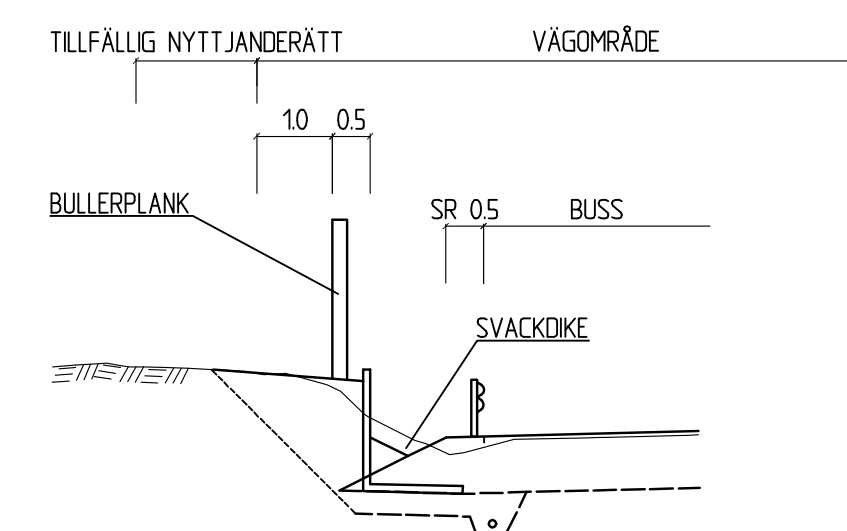 TILLFÄLLIG NYTTJANDERÄTT VÄGOMRÅDE
1.0 0.5
BULLERPLANK
SR 0.5 BUSS
SVACKDIKE